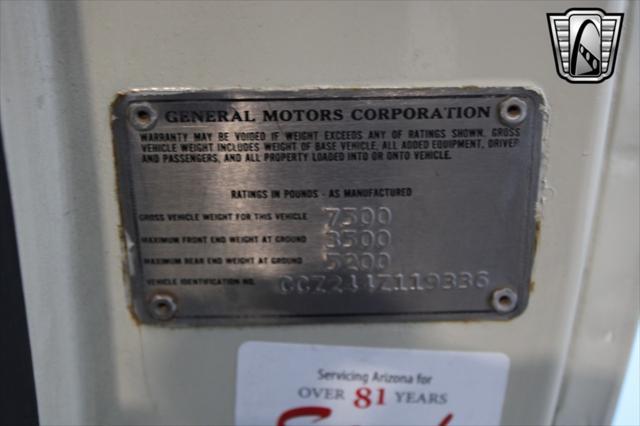 GENERAL MOTORS CORPORATION
WARRANTY MAY BE VOIDED IF WEIGHT EXCEEDS ANY OF RATINGS SHOWN. GROSS
VEHICLE WEIGHT INCLUDES WEIGHT OF BASE VEHICLE, ALL ADDED EQUIPMENT, DRIVER
AND PASSENGERS, AND ALL PROPERTY LOADED INTO OR ONTO VEHICLE.
RATINGS IN POUNDS - AS MANUFACTURED
GROSS VEHICLE WEIGHT FOR THIS VEHICLE 7500
MAXIMUM FRONT END WEIGHT AT GROUND 3500
MAXIMUM REAR END WEIGHT AT GROUND 5200
VEHICLE IDENTIFICATION NO.
Servicing Arizona for
OVER 81 YEARS